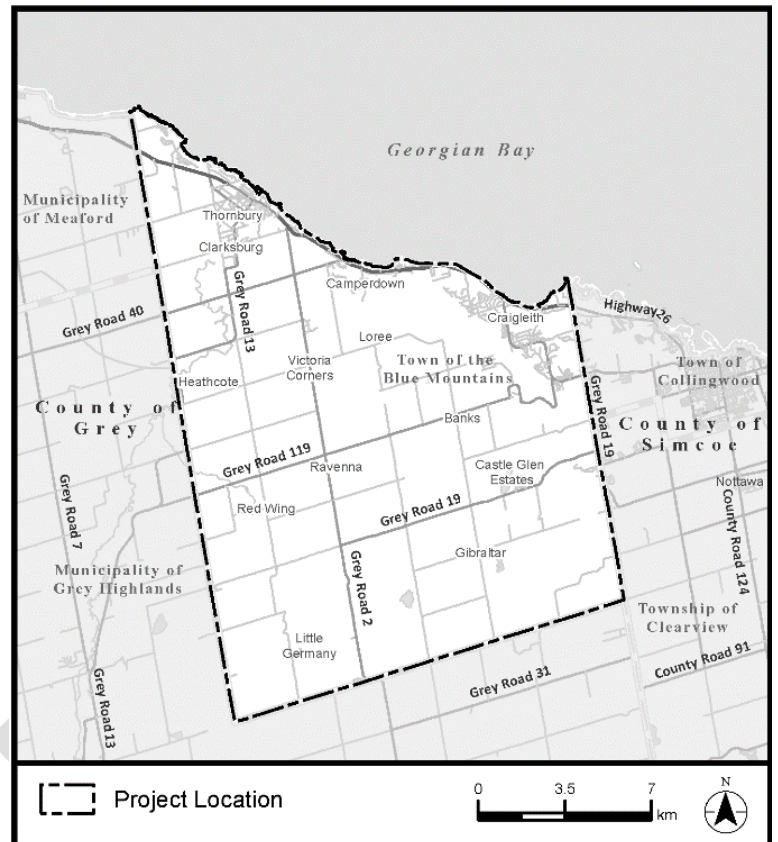 Georgian Bay
Municipality
of Meaford
Thornbury
Clarksburg
Camperdown
Craigleith
Highway26
Grey Road 40
Grey Road 13
Loree
Victoria
Corners
Town of the
Blue Mountains
Town of
Collingwood
Heathcote
County of
Grey
Grey Road 19
County of
Simcoe
Banks
Grey Road 119
Ravenna
Castle Glen
Estates
Nottawa
Red Wing
Grey Road 19
County Road 124
Grey Road 7
Gibraltar
Municipality of
Grey Highlands
Grey Road 2
Township of
Clearview
Little
Germany
County Road 91
Grey Road 31
Grey Road 13
Project Location
0 3.5 7
km
N